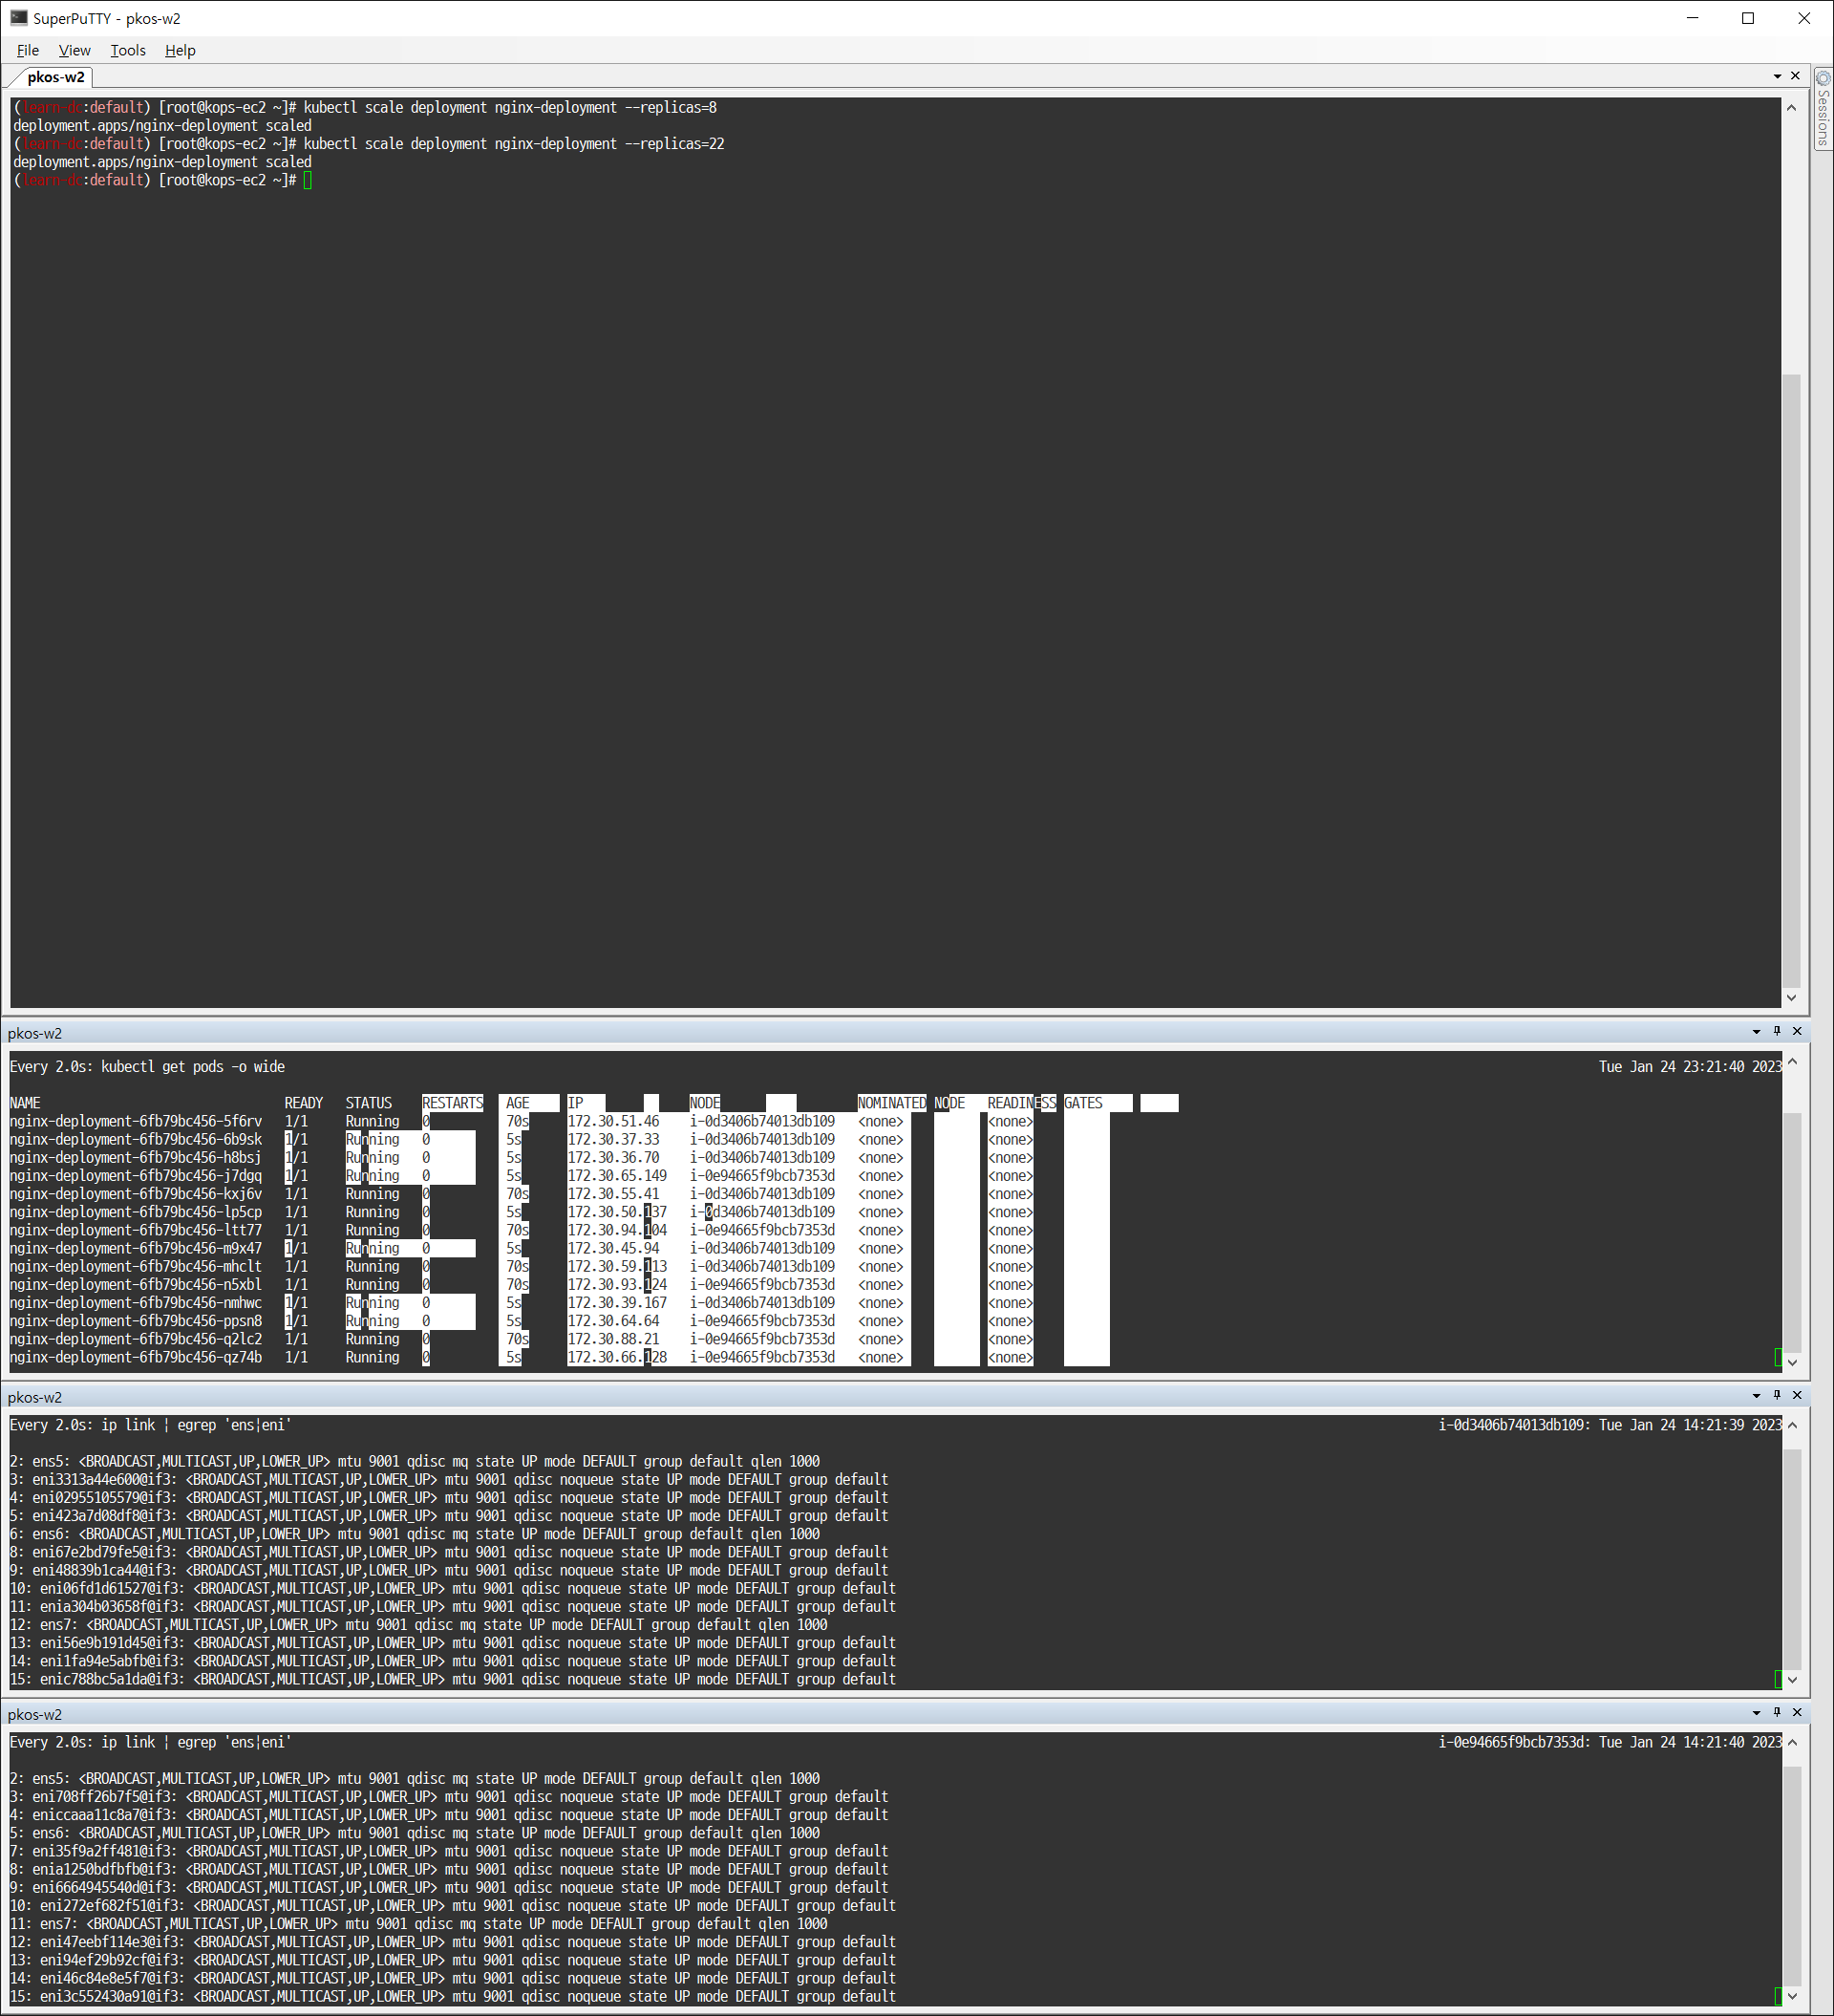 SuperPuTTY - pkos-w2
File View Tools Help
pkos-w2
Sessions
(learn-dc:default) [root@kops-ec2 ~]# kubectl scale deployment nginx-deployment --replicas=8
deployment.apps/nginx-deployment scaled
(learn-dc:default) [root@kops-ec2 ~]# kubectl scale deployment nginx-deployment --replicas=22
deployment.apps/nginx-deployment scaled
(learn-dc:default) [root@kops-ec2 ~]#
pkos-w2
Every 2.0s: kubectl get pods -o wide Tue Jan 24 23:21:40 2023
NAME READY STATUS RESTARTS AGE IP NODE NOMINATED NODE READINESS GATES
nginx-deployment-6fb79bc456-5f6rv 1/1 Running 0 70s 172.30.51.46 i-0d3406b74013db109 <none> <none>
nginx-deployment-6fb79bc456-6b9sk 1/1 Running 0 5s 172.30.37.33 i-0d3406b74013db109 <none> <none>
nginx-deployment-6fb79bc456-h8bsj 1/1 Running 0 5s 172.30.36.70 i-0d3406b74013db109 <none> <none>
nginx-deployment-6fb79bc456-j7dgq 1/1 Running 0 5s 172.30.65.149 i-0e94665f9bcb7353d <none> <none>
nginx-deployment-6fb79bc456-kxj6v 1/1 Running 0 70s 172.30.55.41 i-0d3406b74013db109 <none> <none>
nginx-deployment-6fb79bc456-lp5cp 1/1 Running 0 5s 172.30.50.137 i-0d3406b74013db109 <none> <none>
nginx-deployment-6fb79bc456-ltt77 1/1 Running 0 70s 172.30.94.104 i-0e94665f9bcb7353d <none> <none>
nginx-deployment-6fb79bc456-m9x47 1/1 Running 0 5s 172.30.45.94 i-0d3406b74013db109 <none> <none>
nginx-deployment-6fb79bc456-mhclt 1/1 Running 0 70s 172.30.59.113 i-0d3406b74013db109 <none> <none>
nginx-deployment-6fb79bc456-n5xbl 1/1 Running 0 70s 172.30.93.124 i-0e94665f9bcb7353d <none> <none>
nginx-deployment-6fb79bc456-nmhwc 1/1 Running 0 5s 172.30.39.167 i-0d3406b74013db109 <none> <none>
nginx-deployment-6fb79bc456-ppsn8 1/1 Running 0 5s 172.30.64.64 i-0e94665f9bcb7353d <none> <none>
nginx-deployment-6fb79bc456-q2lc2 1/1 Running 0 70s 172.30.88.21 i-0e94665f9bcb7353d <none> <none>
nginx-deployment-6fb79bc456-qz74b 1/1 Running 0 5s 172.30.66.128 i-0e94665f9bcb7353d <none> <none>
pkos-w2
Every 2.0s: ip link | egrep 'ens|eni' i-0d3406b74013db109: Tue Jan 24 14:21:39 2023
2: ens5: <BROADCAST,MULTICAST,UP,LOWER_UP> mtu 9001 qdisc mq state UP mode DEFAULT group default qlen 1000
3: eni3313a44e600@if3: <BROADCAST,MULTICAST,UP,LOWER_UP> mtu 9001 qdisc noqueue state UP mode DEFAULT group default
4: eni02955105579@if3: <BROADCAST,MULTICAST,UP,LOWER_UP> mtu 9001 qdisc noqueue state UP mode DEFAULT group default
5: eni423a7d08df8@if3: <BROADCAST,MULTICAST,UP,LOWER_UP> mtu 9001 qdisc noqueue state UP mode DEFAULT group default
6: ens6: <BROADCAST,MULTICAST,UP,LOWER_UP> mtu 9001 qdisc mq state UP mode DEFAULT group default qlen 1000
8: eni67e2bd79fe5@if3: <BROADCAST,MULTICAST,UP,LOWER_UP> mtu 9001 qdisc noqueue state UP mode DEFAULT group default
9: eni48839b1ca44@if3: <BROADCAST,MULTICAST,UP,LOWER_UP> mtu 9001 qdisc noqueue state UP mode DEFAULT group default
10: eni06fd1d61527@if3: <BROADCAST,MULTICAST,UP,LOWER_UP> mtu 9001 qdisc noqueue state UP mode DEFAULT group default
11: enia304b03658f@if3: <BROADCAST,MULTICAST,UP,LOWER_UP> mtu 9001 qdisc noqueue state UP mode DEFAULT group default
12: ens7: <BROADCAST,MULTICAST,UP,LOWER_UP> mtu 9001 qdisc mq state UP mode DEFAULT group default qlen 1000
13: eni56e9b191d45@if3: <BROADCAST,MULTICAST,UP,LOWER_UP> mtu 9001 qdisc noqueue state UP mode DEFAULT group default
14: eni1fa94e5abfb@if3: <BROADCAST,MULTICAST,UP,LOWER_UP> mtu 9001 qdisc noqueue state UP mode DEFAULT group default
15: enic788bc5a1da@if3: <BROADCAST,MULTICAST,UP,LOWER_UP> mtu 9001 qdisc noqueue state UP mode DEFAULT group default
pkos-w2
Every 2.0s: ip link | egrep 'ens|eni' i-0e94665f9bcb7353d: Tue Jan 24 14:21:40 2023
2: ens5: <BROADCAST,MULTICAST,UP,LOWER_UP> mtu 9001 qdisc mq state UP mode DEFAULT group default qlen 1000
3: eni708ff26b7f5@if3: <BROADCAST,MULTICAST,UP,LOWER_UP> mtu 9001 qdisc noqueue state UP mode DEFAULT group default
4: eniccaaa11c8a7@if3: <BROADCAST,MULTICAST,UP,LOWER_UP> mtu 9001 qdisc noqueue state UP mode DEFAULT group default
5: ens6: <BROADCAST,MULTICAST,UP,LOWER_UP> mtu 9001 qdisc mq state UP mode DEFAULT group default qlen 1000
7: eni35f9a2ff481@if3: <BROADCAST,MULTICAST,UP,LOWER_UP> mtu 9001 qdisc noqueue state UP mode DEFAULT group default
8: enia1250bdfbfb@if3: <BROADCAST,MULTICAST,UP,LOWER_UP> mtu 9001 qdisc noqueue state UP mode DEFAULT group default
9: eni6664945540d@if3: <BROADCAST,MULTICAST,UP,LOWER_UP> mtu 9001 qdisc noqueue state UP mode DEFAULT group default
10: eni272ef682f51@if3: <BROADCAST,MULTICAST,UP,LOWER_UP> mtu 9001 qdisc noqueue state UP mode DEFAULT group default
11: ens7: <BROADCAST,MULTICAST,UP,LOWER_UP> mtu 9001 qdisc mq state UP mode DEFAULT group default qlen 1000
12: eni47eebf114e3@if3: <BROADCAST,MULTICAST,UP,LOWER_UP> mtu 9001 qdisc noqueue state UP mode DEFAULT group default
13: eni94ef29b92cf@if3: <BROADCAST,MULTICAST,UP,LOWER_UP> mtu 9001 qdisc noqueue state UP mode DEFAULT group default
14: eni46c84e8e5f7@if3: <BROADCAST,MULTICAST,UP,LOWER_UP> mtu 9001 qdisc noqueue state UP mode DEFAULT group default
15: eni3c552430a91@if3: <BROADCAST,MULTICAST,UP,LOWER_UP> mtu 9001 qdisc noqueue state UP mode DEFAULT group default